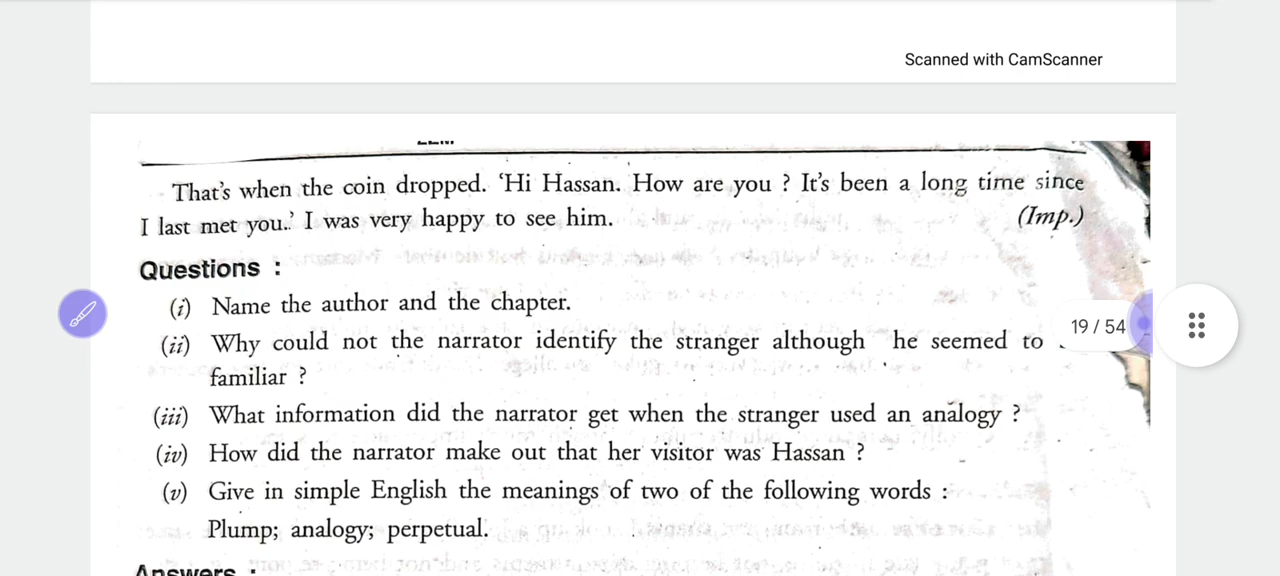 Scanned with CamScanner
That's when the coin dropped. 'Hi Hassan. How are you ? It's been a long time since
I last met you.' I was very happy to see him. (Imp.)
Questions :
(i) Name the author and the chapter.
(ii) Why could not the narrator identify the stranger although he seemed to
familiar ?
19 / 54
(iii) What information did the narrator get when the stranger used an analogy ?
(iv) How did the narrator make out that her visitor was Hassan ?
(v) Give in simple English the meanings of two of the following words :
Plump; analogy; perpetual.
Answers :